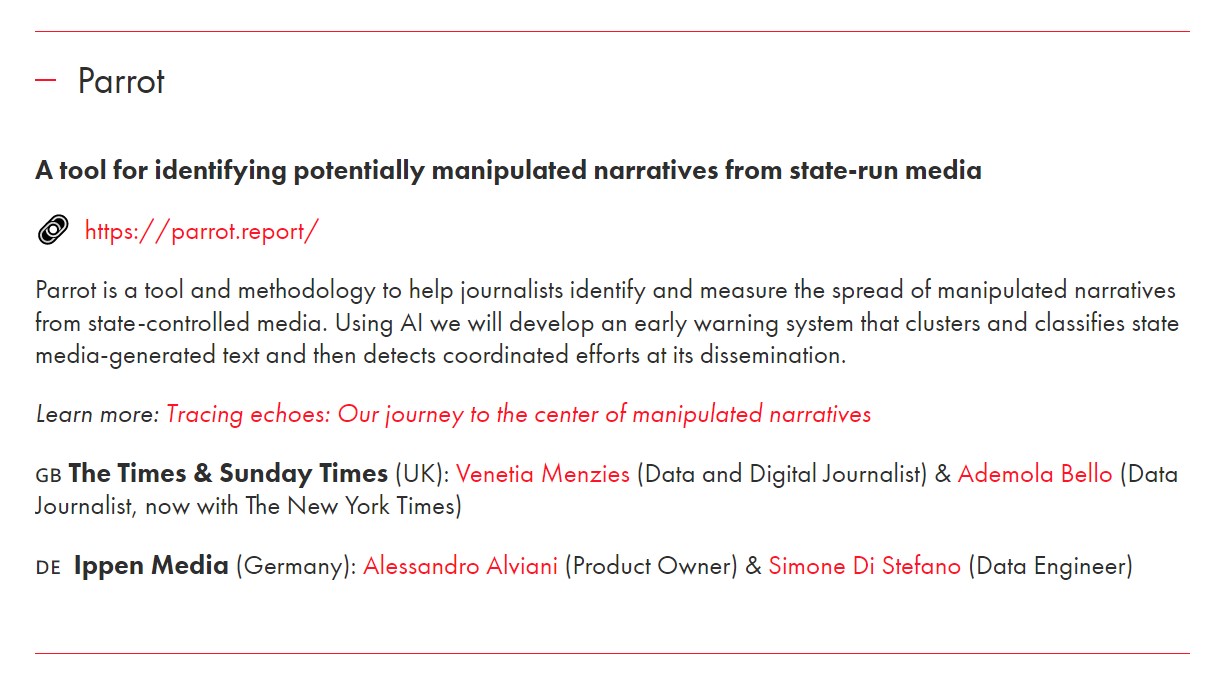 — Parrot
A tool for identifying potentially manipulated narratives from state-run media
https://parrot.report/
Parrot is a tool and methodology to help journalists identify and measure the spread of manipulated narratives
from state-controlled media. Using AI we will develop an early warning system that clusters and classifies state
media-generated text and then detects coordinated efforts at its dissemination.
Learn more: Tracing echoes: Our journey to the center of manipulated narratives
GB The Times & Sunday Times (UK): Venetia Menzies (Data and Digital Journalist) & Ademola Bello (Data
Journalist, now with The New York Times)
DE Ippen Media (Germany): Alessandro Alviani (Product Owner) & Simone Di Stefano (Data Engineer)